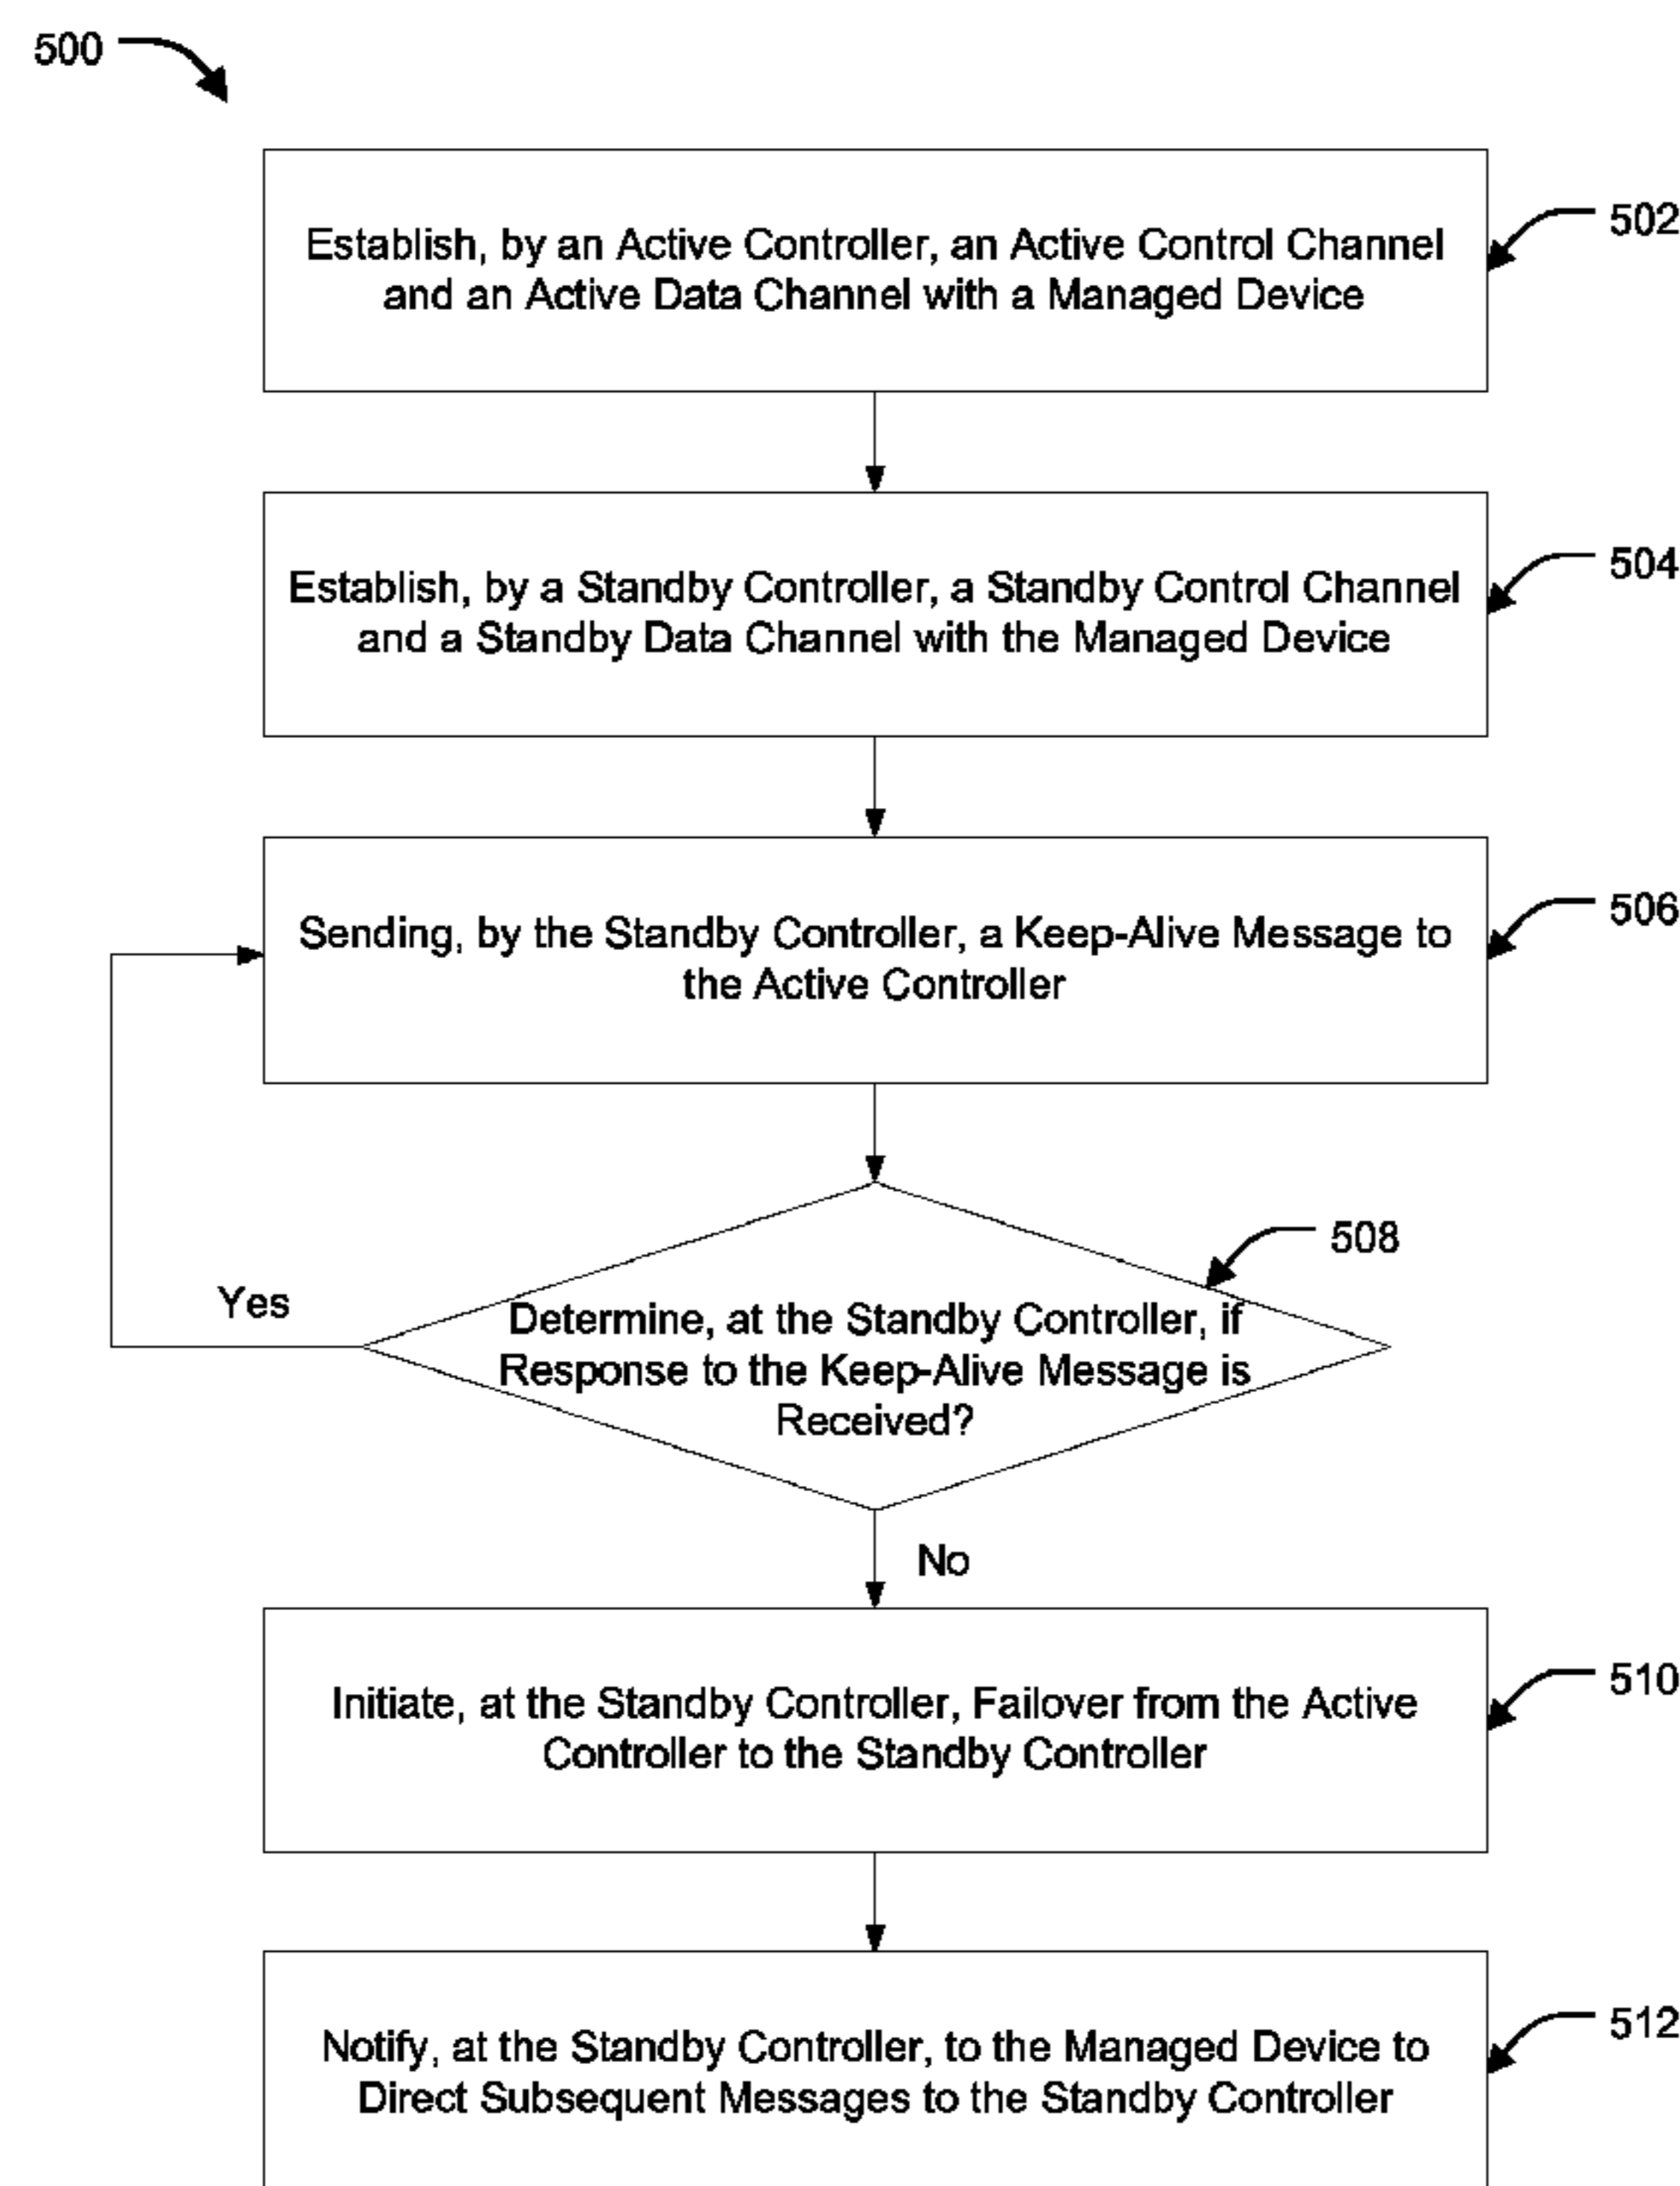 500
Establish, by an Active Controller, an Active Control Channel
and an Active Data Channel with a Managed Device
502
Establish, by a Standby Controller, a Standby Control Channel
and a Standby Data Channel with the Managed Device
504
Sending, by the Standby Controller, a Keep-Alive Message to
the Active Controller
506
508
Yes
Determine, at the Standby Controller, if
Response to the Keep-Alive Message is
Received?
No
Initiate, at the Standby Controller, Failover from the Active
Controller to the Standby Controller
510
Notify, at the Standby Controller, to the Managed Device to
Direct Subsequent Messages to the Standby Controller
512